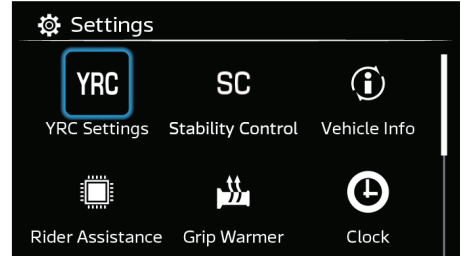 Settings
YRC SC
YRC Settings Stability Control Vehicle Info
Rider Assistance Grip Warmer Clock